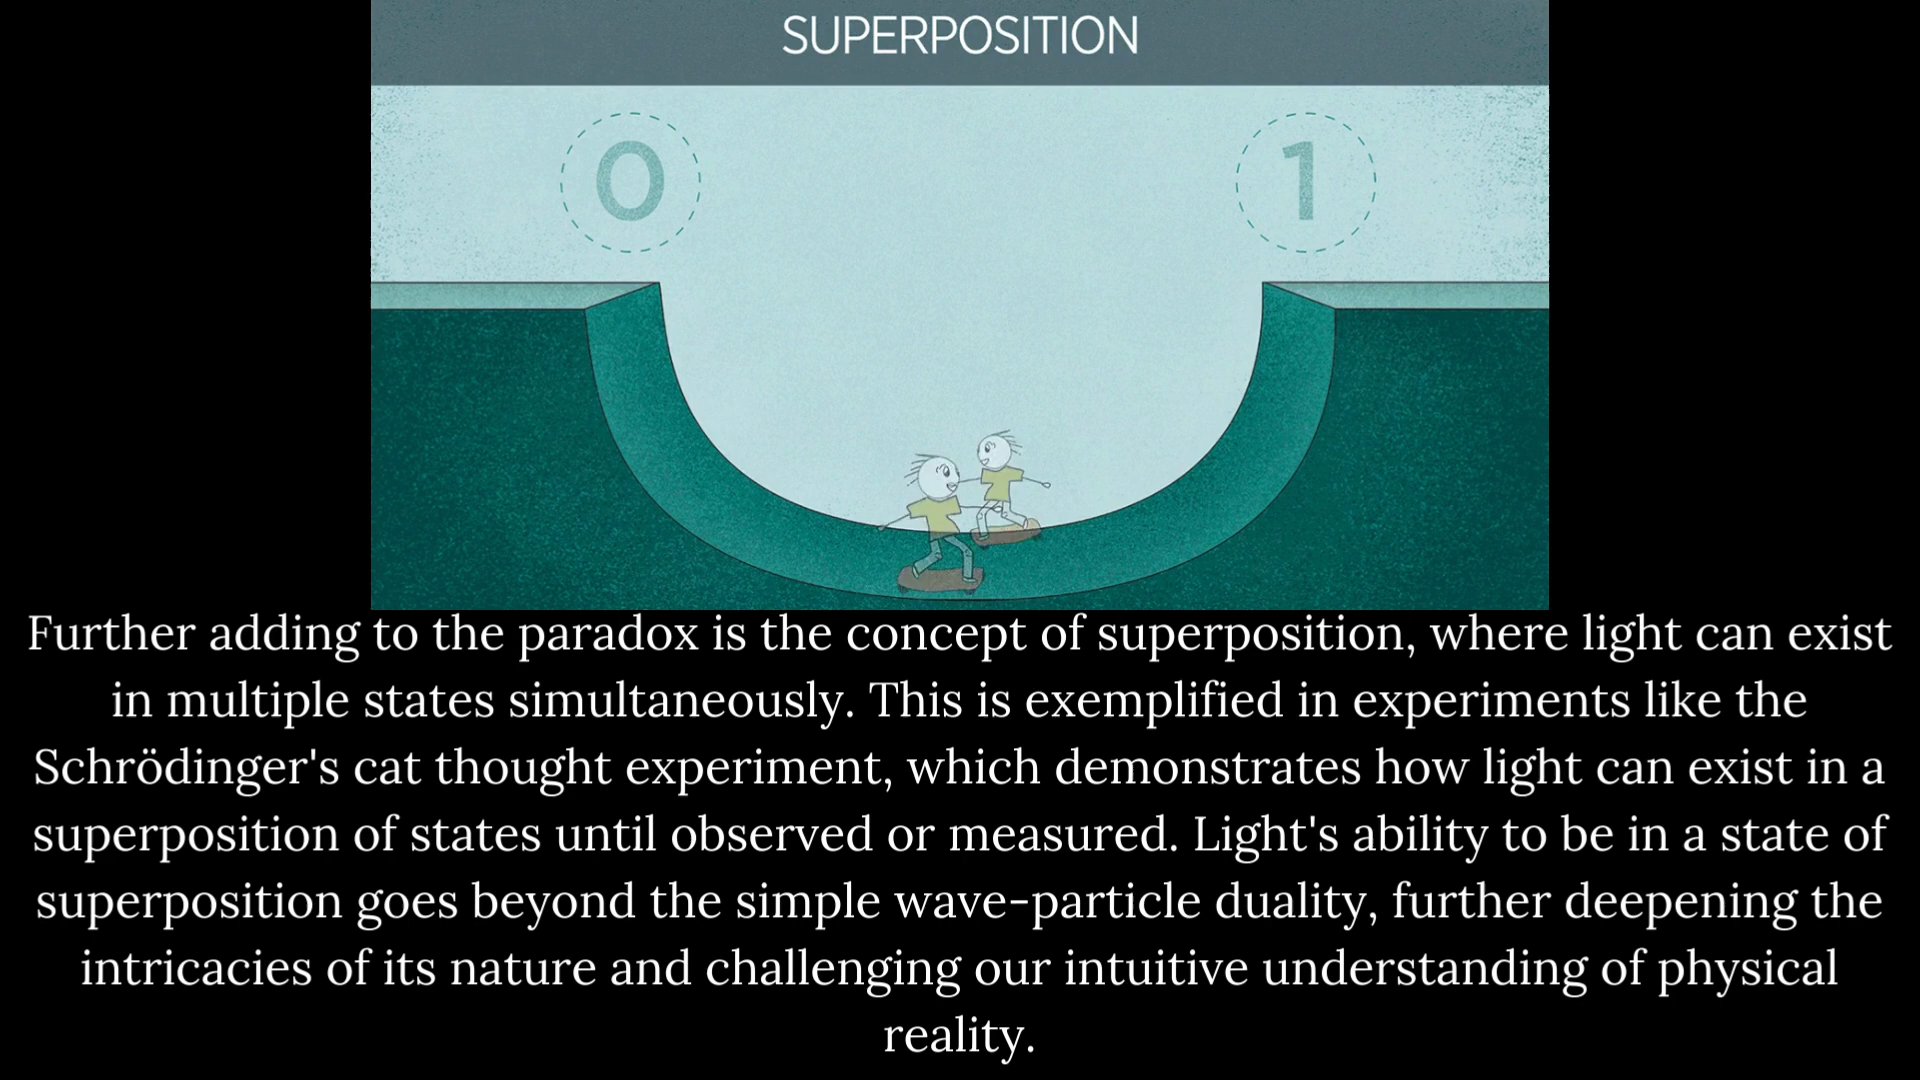 SUPERPOSITION
0 1
Further adding to the paradox is the concept of superposition, where light can exist
in multiple states simultaneously. This is exemplified in experiments like the
Schrödinger's cat thought experiment, which demonstrates how light can exist in a
superposition of states until observed or measured. Light's ability to be in a state of
superposition goes beyond the simple wave-particle duality, further deepening the
intricacies of its nature and challenging our intuitive understanding of physical
reality.